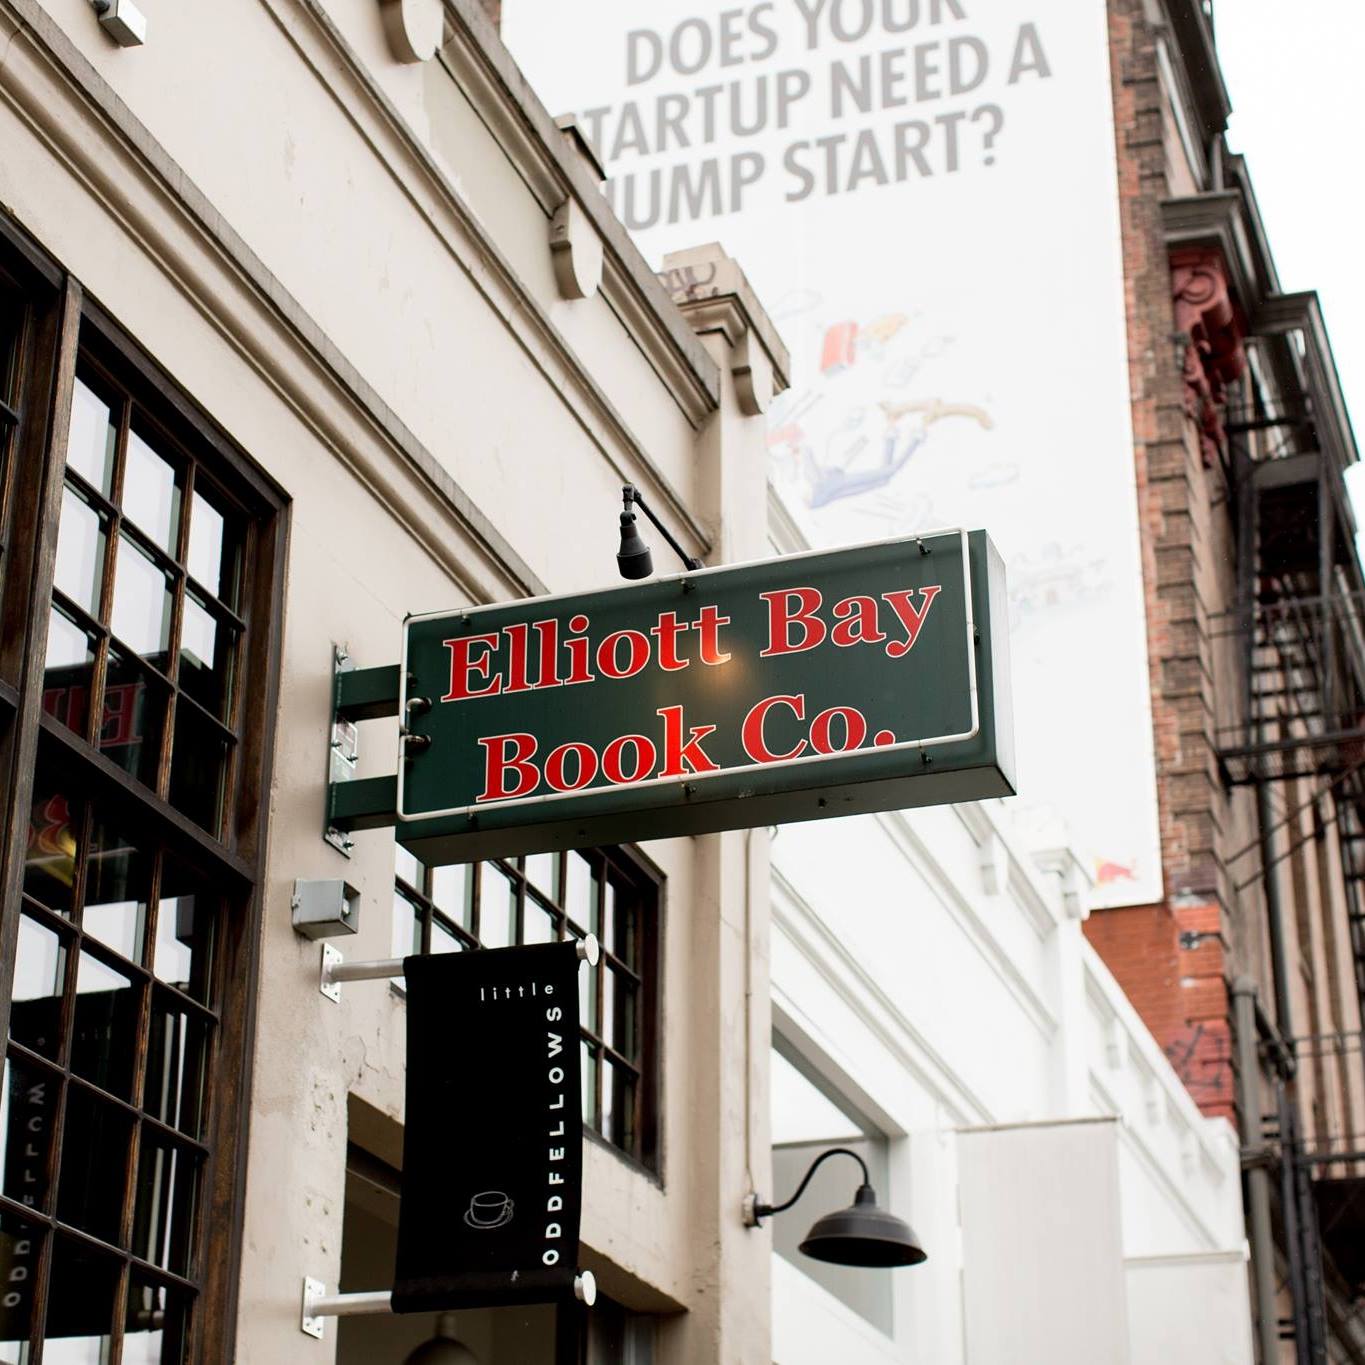 DOES YOUR
STARTUP NEED A
JUMP START?
Elliott Bay
Book Co.
little
ODDFELLOWS